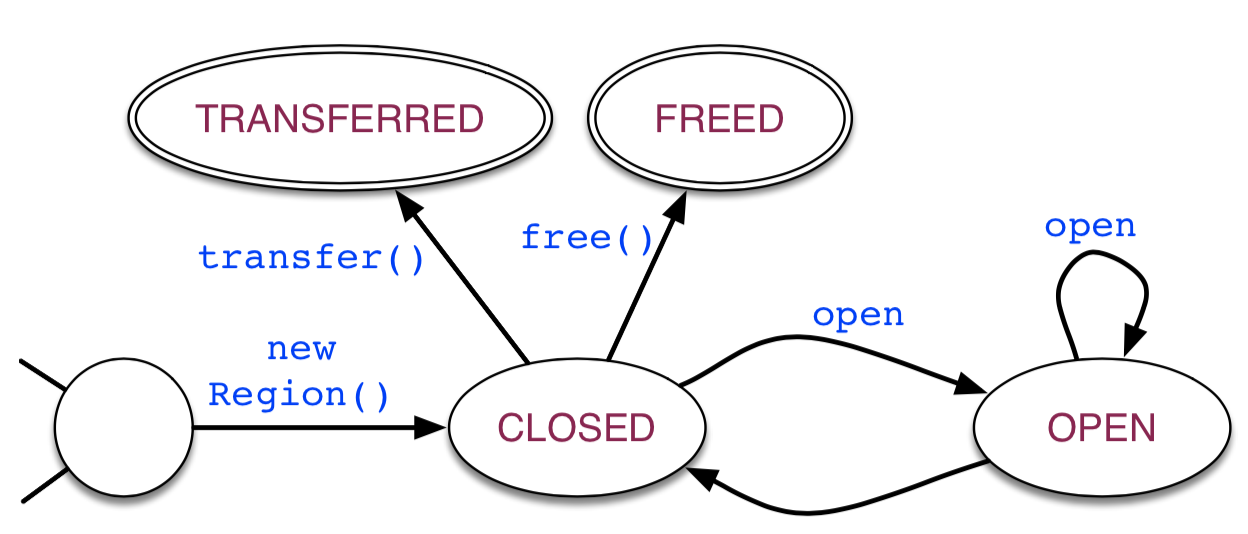 TRANSFERRED
FREED
transfer()
free()
open
open
new
Region()
CLOSED
OPEN